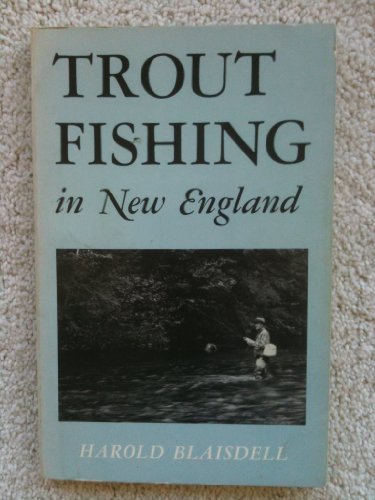 TROUT
FISHING
in New England
HAROLD BLAISDELL